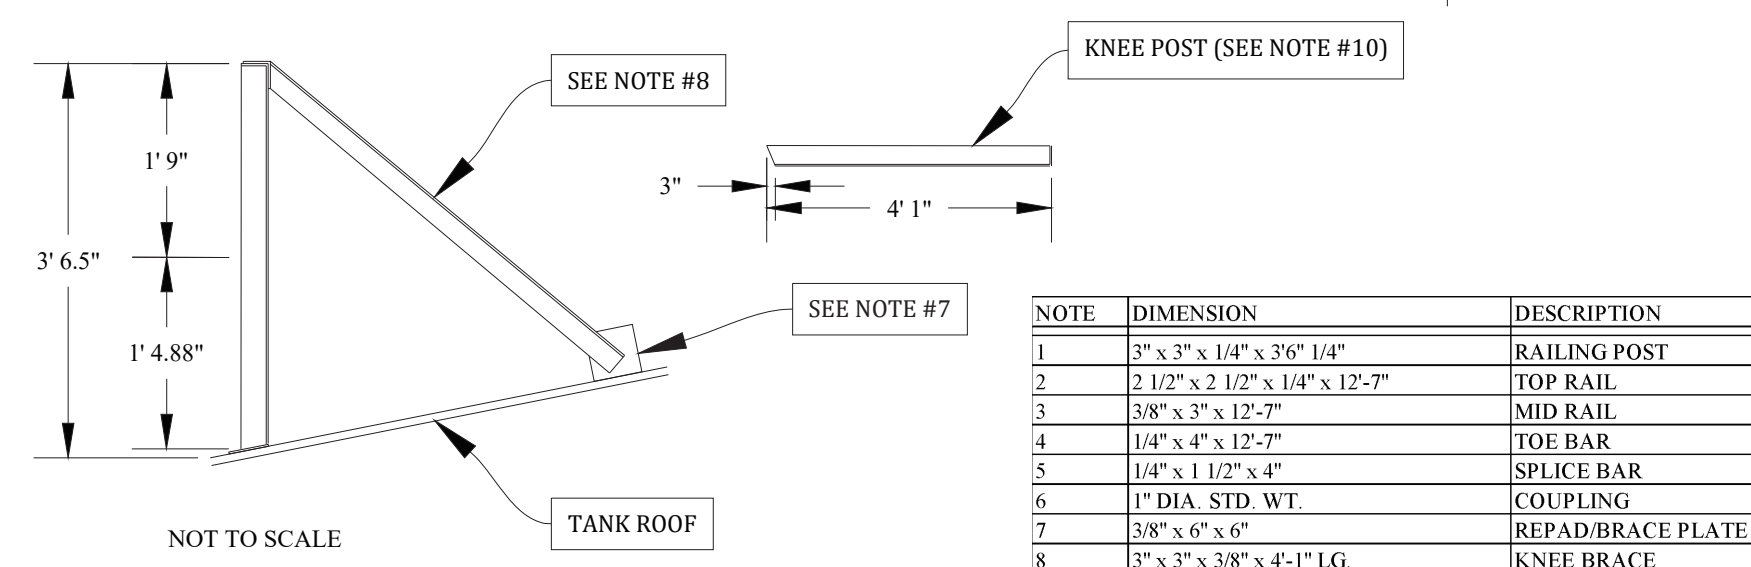 KNEE POST (SEE NOTE #10)
SEE NOTE #8
1' 9"
3"
4' 1"
3' 6.5"
SEE NOTE #7
1' 4.88"
TANK ROOF
NOT TO SCALE
NOTE DIMENSION DESCRIPTION
1 3" x 3" x 1/4" x 3'6" 1/4" RAILING POST
2 2 1/2" x 2 1/2" x 1/4" x 12'-7" TOP RAIL
3 3/8" x 3" x 12'-7" MID RAIL
4 1/4" x 4" x 12'-7" TOE BAR
5 1/4" x 1 1/2" x 4" SPLICE BAR
6 1" DIA. STD. WT. COUPLING
7 3/8" x 6" x 6" REPAD/BRACE PLATE
8 3" x 3" x 3/8" x 4'-1" LG. KNEE BRACE